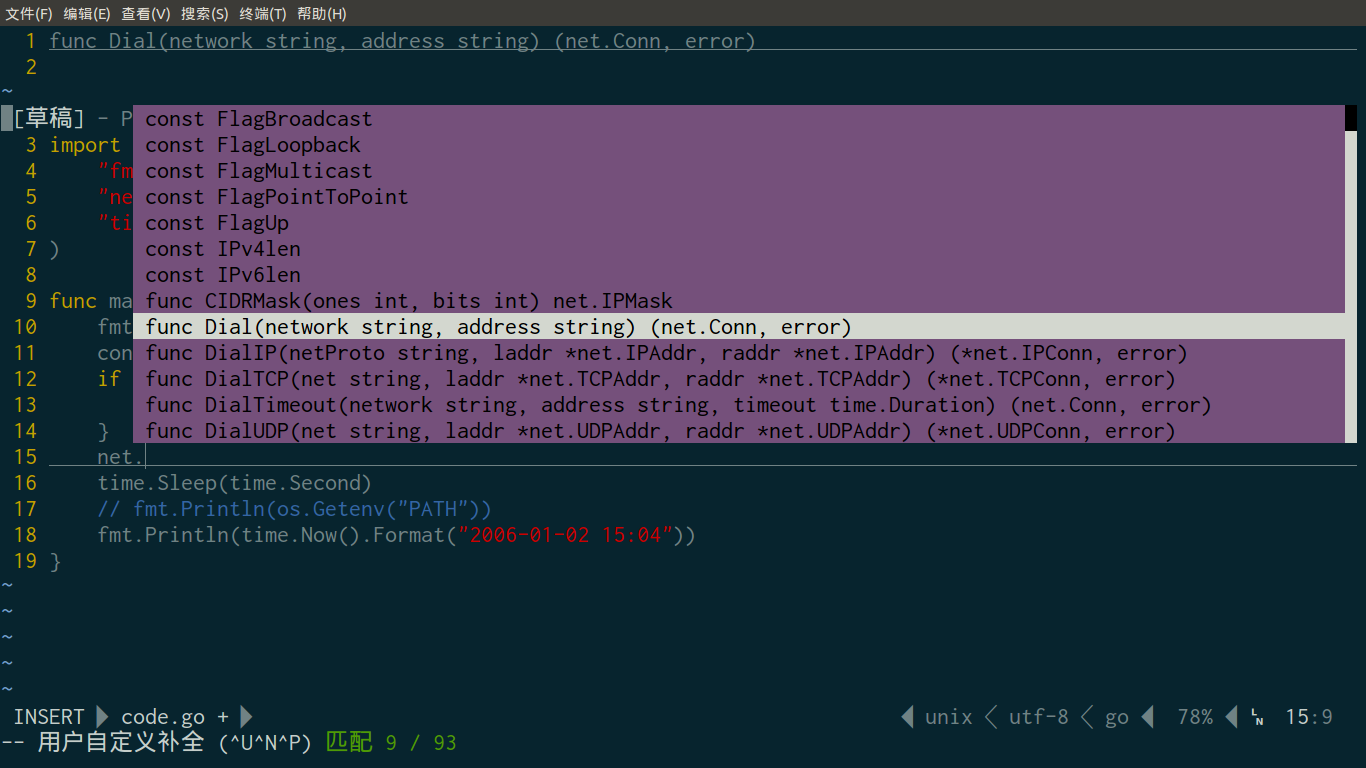 文件(F) 编辑(E) 查看(V) 搜索(S) 终端(T) 帮助(H)
1 func Dial(network string, address string) (net.Conn, error)
2
~
[草稿] - P
const FlagBroadcast
3 import const FlagLoopback
4 "fm const FlagMulticast
5 "ne const FlagPointToPoint
6 "ti const FlagUp
7 ) const IPv4len
8 const IPv6len
9 func ma func CIDRMask(ones int, bits int) net.IPMask
10 fmt func Dial(network string, address string) (net.Conn, error)
11 con func DialIP(netProto string, laddr *net.IPAddr, raddr *net.IPAddr) (*net.IPConn, error)
12 if func DialTCP(net string, laddr *net.TCPAddr, raddr *net.TCPAddr) (*net.TCPConn, error)
13 func DialTimeout(network string, address string, timeout time.Duration) (net.Conn, error)
14 } func DialUDP(net string, laddr *net.UDPAddr, raddr *net.UDPAddr) (*net.UDPConn, error)
15 net.
16 time.Sleep(time.Second)
17 // fmt.Println(os.Getenv("PATH"))
18 fmt.Println(time.Now().Format("2006-01-02 15:04"))
19 }
~
~
~
~
~
INSERT code.go + unix < utf-8 < go 78% LN 15:9
-- 用户自定义补全 (^U^N^P) 匹配 9 / 93